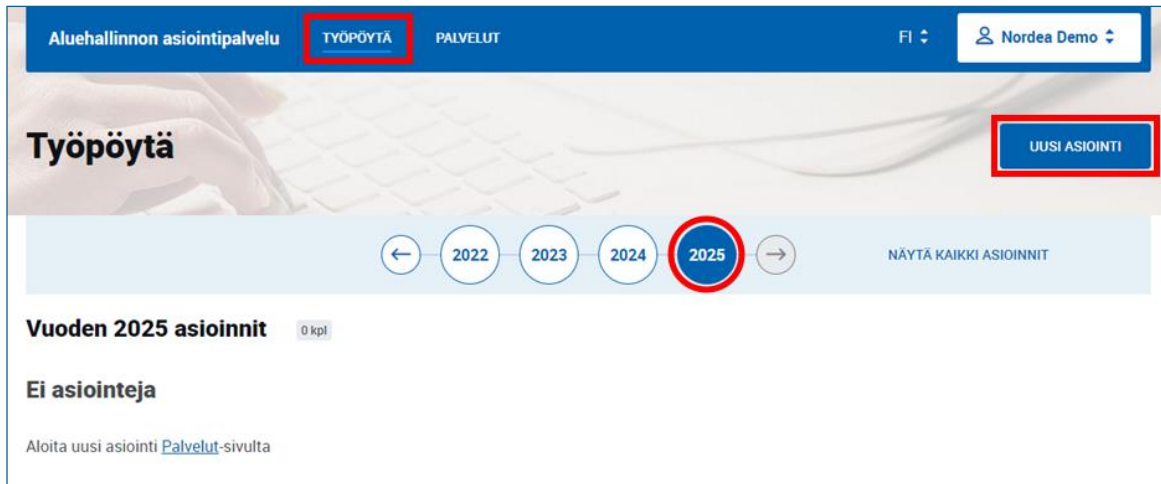 Aluehallinnon asiointipalvelu TYÖPÖYTÄ PALVELUT FI Nordea Demo
Työpöytä
UUSI ASIOINTI
2022 2023 2024 2025 NÄYTÄ KAIKKI ASIOINNIT
Vuoden 2025 asioinnit 0 kpl
Ei asiointeja
Aloita uusi asiointi Palvelut-sivulta